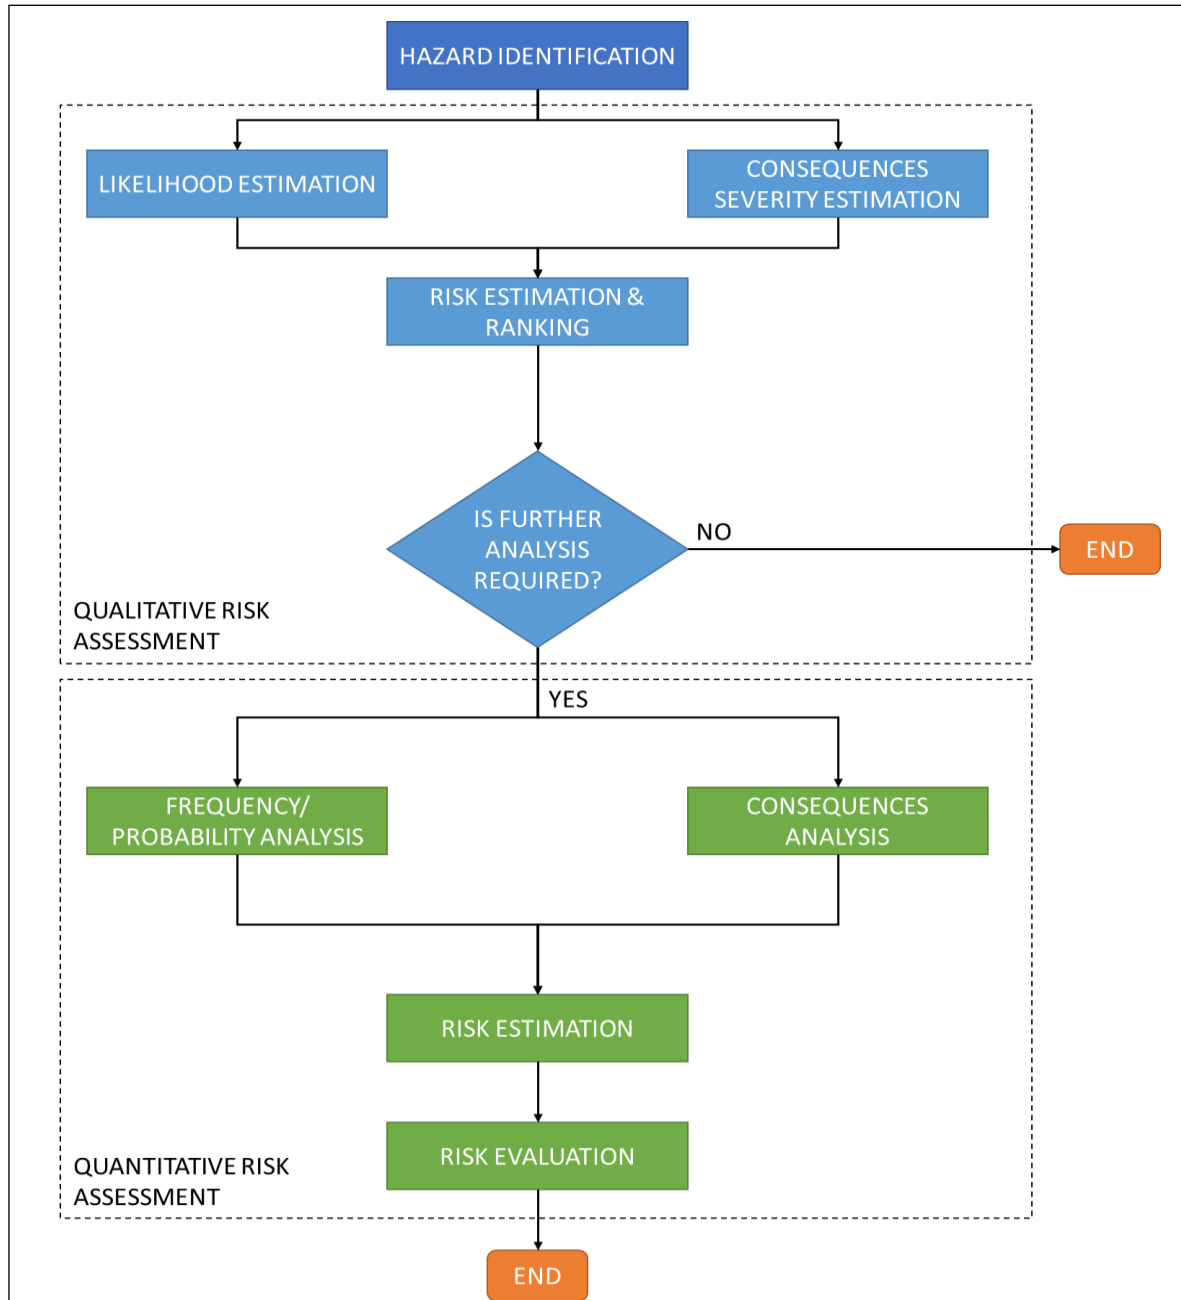 HAZARD IDENTIFICATION
LIKELIHOOD ESTIMATION
CONSEQUENCES
SEVERITY ESTIMATION
RISK ESTIMATION &
RANKING
IS FURTHER
ANALYSIS
REQUIRED?
NO
END
QUALITATIVE RISK
ASSESSMENT
YES
FREQUENCY/
PROBABILITY ANALYSIS
CONSEQUENCES
ANALYSIS
RISK ESTIMATION
RISK EVALUATION
QUANTITATIVE RISK
ASSESSMENT
END